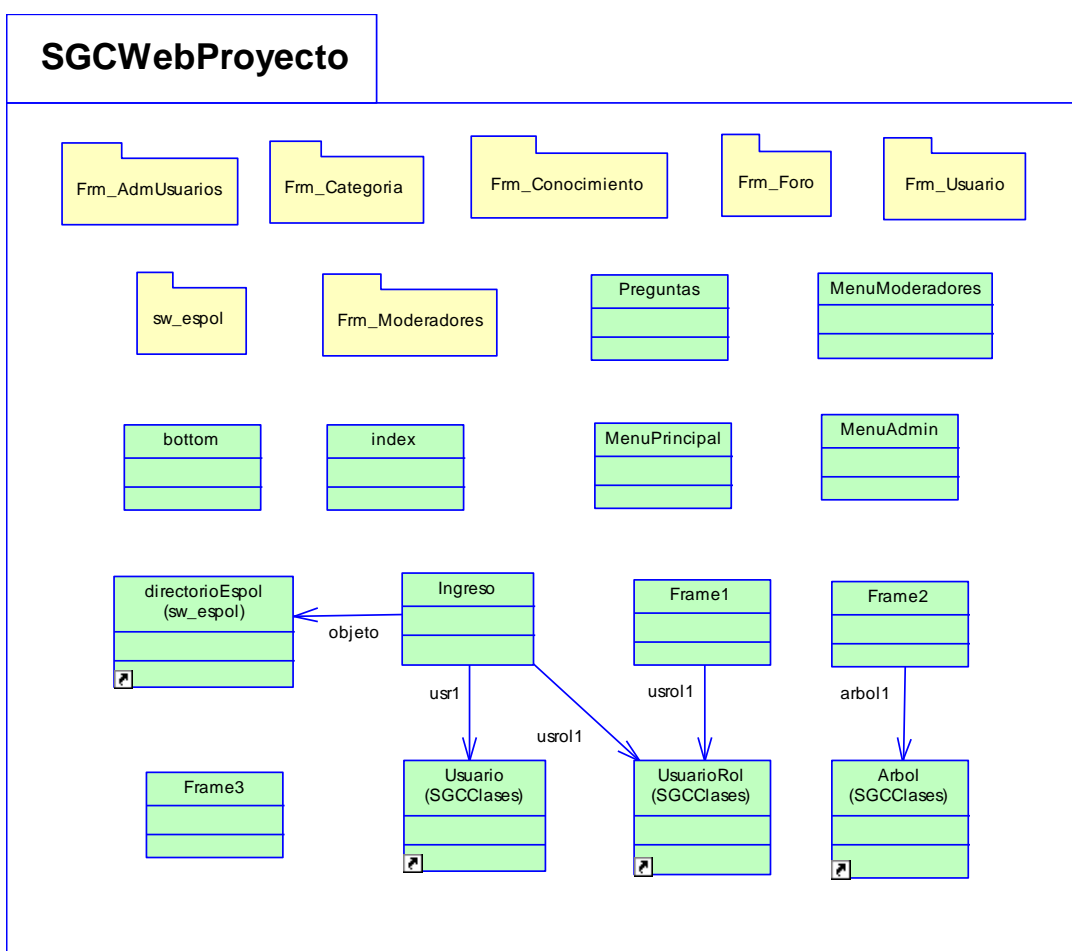 SGCWebProyecto
Frm_AdmUsuarios
Frm_Categoria
Frm_Conocimiento
Frm_Foro
Frm_Usuario
sw_espol
Frm_Moderadores
Preguntas
MenuModeradores
bottom
index
MenuPrincipal
MenuAdmin
directorioEspol
(sw_espol)
objeto
Ingreso
Frame1
Frame2
usr1
usrol1
usrol1
arbol1
Frame3
Usuario
(SGCClases)
UsuarioRol
(SGCClases)
Arbol
(SGCClases)